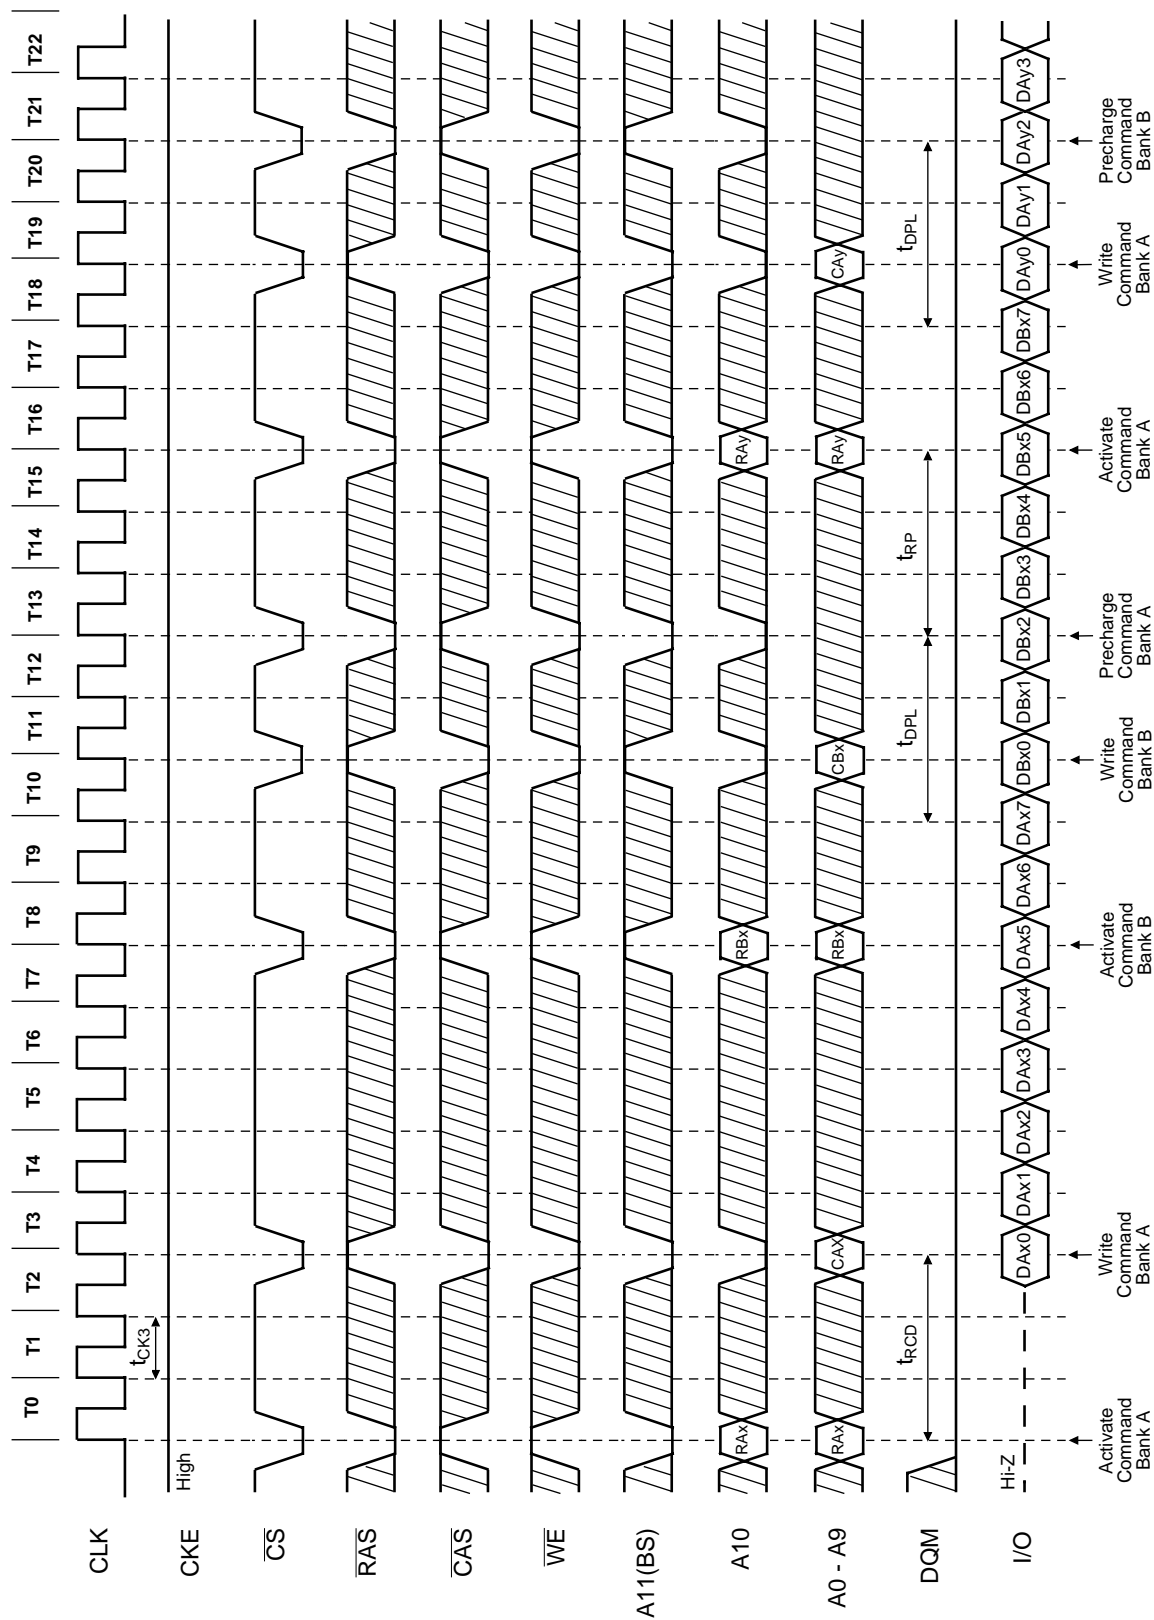 T0 T1 T2 T3 T4 T5 T6 T7 T8 T9 T10 T11 T12 T13 T14 T15 T16 T17 T18 T19 T20 T21 T22
CLK
tCK3
CKE
High
CS
RAS
CAS
WE
A11(BS)
A10
RAx RBx RAy
A0 - A9
RAx CAX RBx CBx RAy CAy
tRCD tDPL tRP tDPL
DQM
I/O
Hi-Z
DAx0 DAx1 DAx2 DAx3 DAx4 DAx5 DAx6 DAx7 DBx0 DBx1 DBx2 DBx3 DBx4 DBx5 DBx6 DBx7 DAy0 DAy1 DAy2 DAy3
Activate
Command
Bank A
Write
Command
Bank A
Activate
Command
Bank B
Write
Command
Bank B
Precharge
Command
Bank A
Activate
Command
Bank A
Write
Command
Bank A
Precharge
Command
Bank B